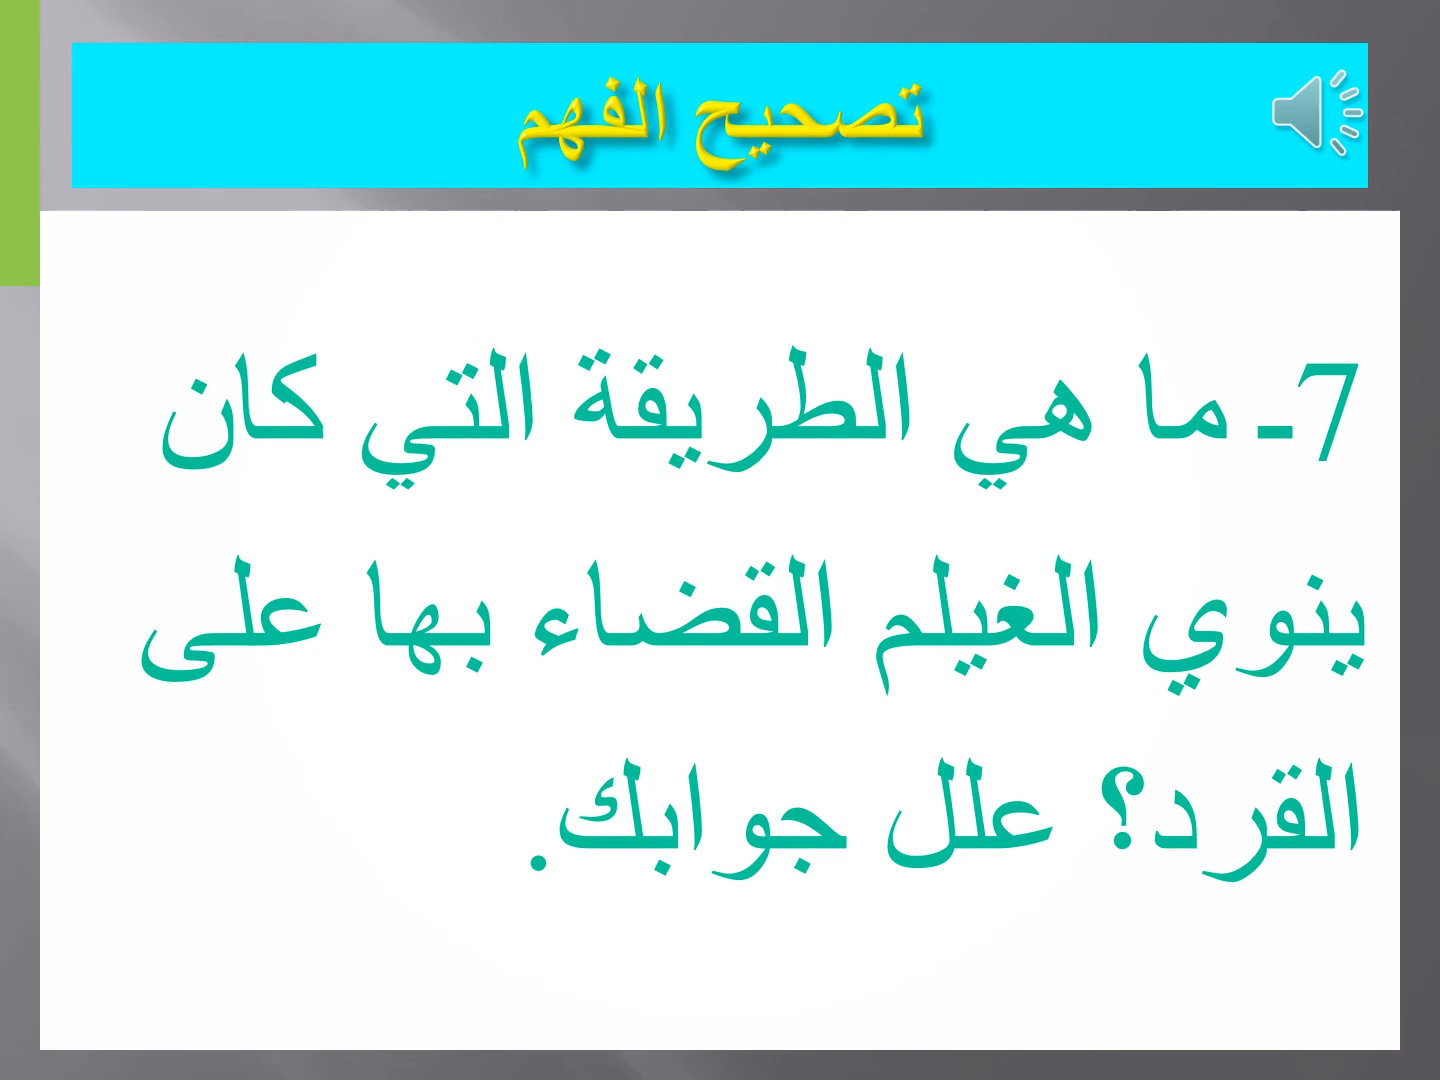 تصحيح الفهم
7ـ ما هي الطريقة التي كان
ينوي الغيلم القضاء بها على
القرد؟ علل جوابك.